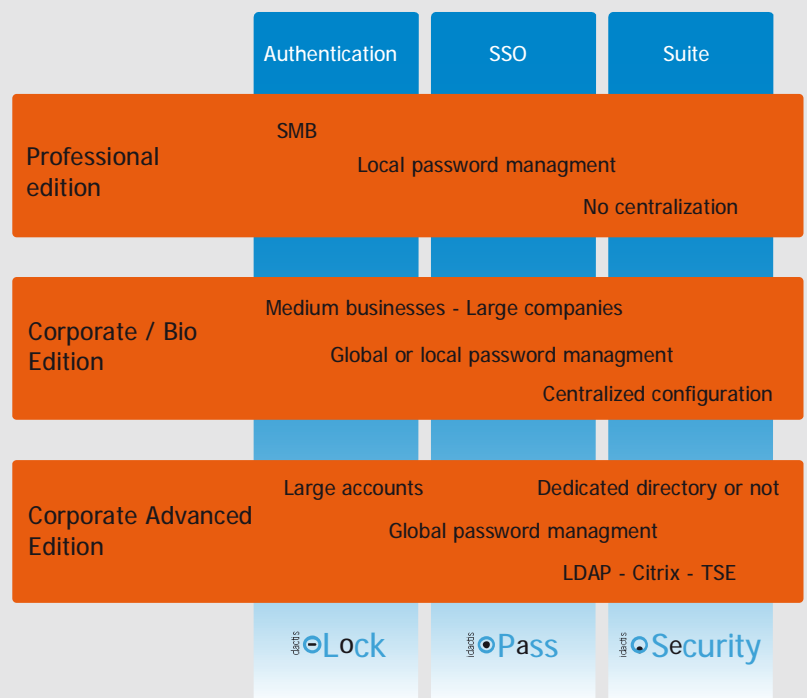 Authentication
SSO
Suite
Professional
edition
SMB
Local password managment
No centralization
Corporate / Bio
Edition
Medium businesses - Large companies
Global or local password managment
Centralized configuration
Corporate Advanced
Edition
Large accounts
Dedicated directory or not
Global password managment
LDAP - Citrix - TSE
idactis Lock
idactis Pass
idactis Security